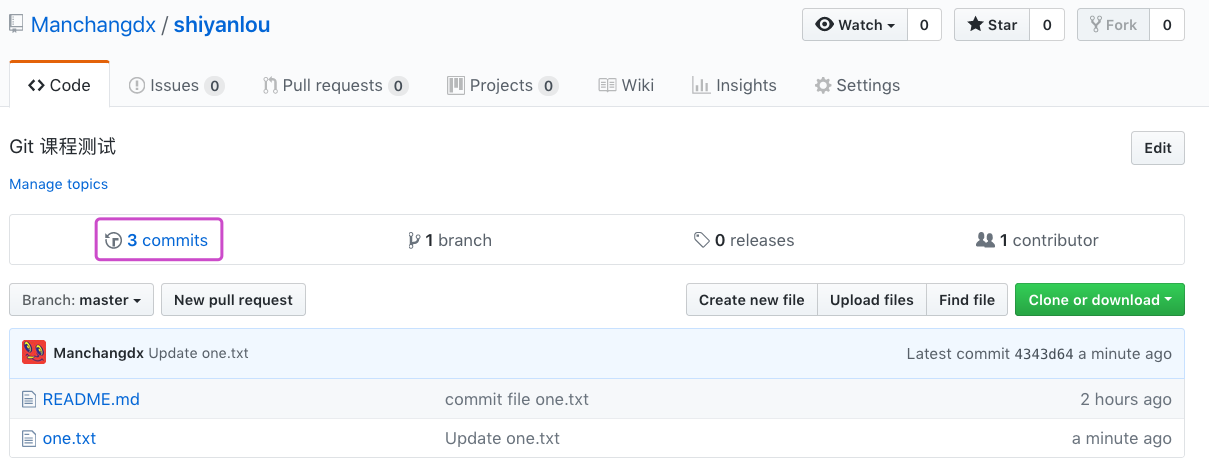 Manchangdx / shiyanlou Watch 0 Star 0 Fork 0
Code Issues 0 Pull requests 0 Projects 0 Wiki Insights Settings
Git 课程测试 Edit
Manage topics
3 commits 1 branch 0 releases 1 contributor
Branch: master New pull request Create new file Upload files Find file Clone or download
Manchangdx Update one.txt Latest commit 4343d64 a minute ago
README.md commit file one.txt 2 hours ago
one.txt Update one.txt a minute ago